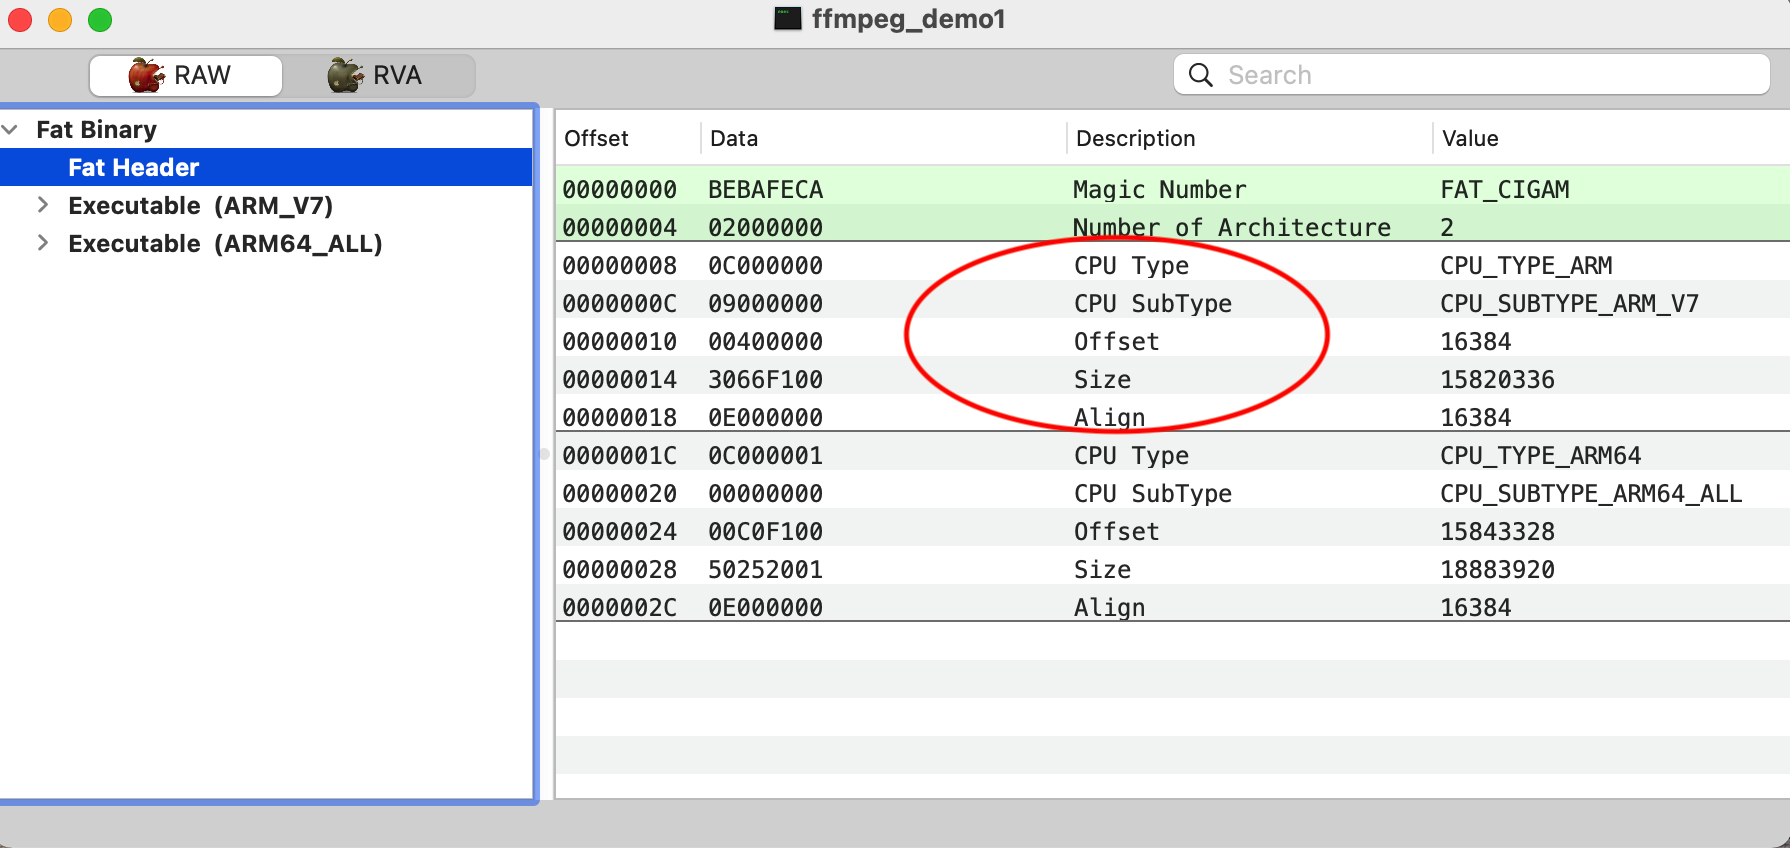 ffmpeg_demo1
RAW RVA Search
Fat Binary
Fat Header
Executable (ARM_V7)
Executable (ARM64_ALL)
Offset Data Description Value
00000000 BEBAFECA Magic Number FAT_CIGAM
00000004 02000000 Number of Architecture 2
00000008 0C000000 CPU Type CPU_TYPE_ARM
0000000C 09000000 CPU SubType CPU_SUBTYPE_ARM_V7
00000010 00400000 Offset 16384
00000014 3066F100 Size 15820336
00000018 0E000000 Align 16384
0000001C 0C000001 CPU Type CPU_TYPE_ARM64
00000020 00000000 CPU SubType CPU_SUBTYPE_ARM64_ALL
00000024 00C0F100 Offset 15843328
00000028 50252001 Size 18883920
0000002C 0E000000 Align 16384